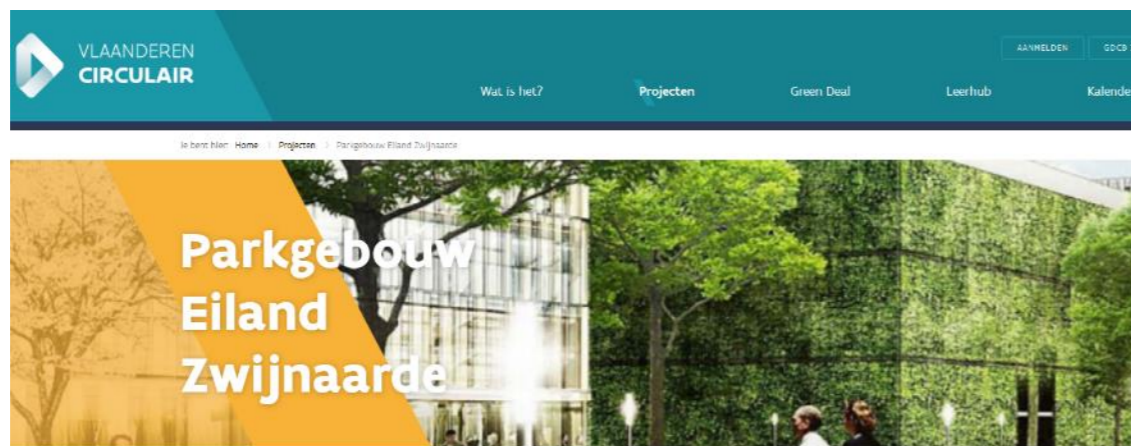 VLAANDEREN
CIRCULAIR
AANMELDEN
GDCB
Wat is het?
Projecten
Green Deal
Leerhub
Kalende
Je bent hier: Home
Projecten
Parkgebouw Eiland Zwijnaarde
Parkgebouw
Eiland
Zwijnaarde